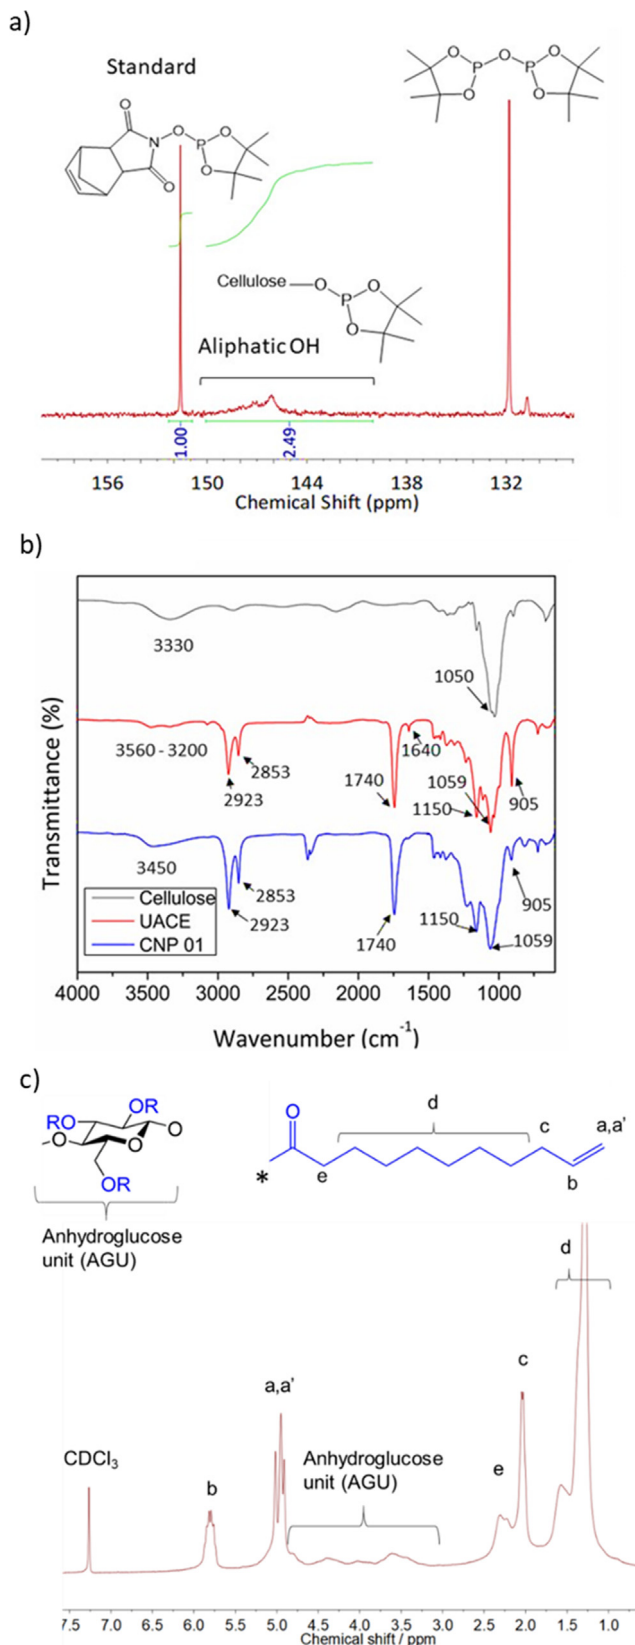 a)
Standard
O
O
O
P
O
O
P
O
O
O
N
O
P
O
O
O
Cellulose
O
P
O
O
Aliphatic OH
1.00
2.49
156
150
144
138
132
Chemical Shift (ppm)
b)
3330
1050
3560 - 3200
2853
2923
1740
1640
1059
1150
905
3450
2853
2923
1740
1150
905
1059
Cellulose
UACE
CNP 01
Transmittance (%)
4000 3500 3000 2500 2000 1500 1000
Wavenumber (cm-1)
c)
RO
OR
O
O
O
OR
Anhydroglucose
unit (AGU)
O
*
e
d
c
a,a’
b
d
c
a,a’
CDCl3
Anhydroglucose
unit (AGU)
e
b
7.5 7.0 6.5 6.0 5.5 5.0 4.5 4.0 3.5 3.0 2.5 2.0 1.5 1.0
Chemical shift / ppm